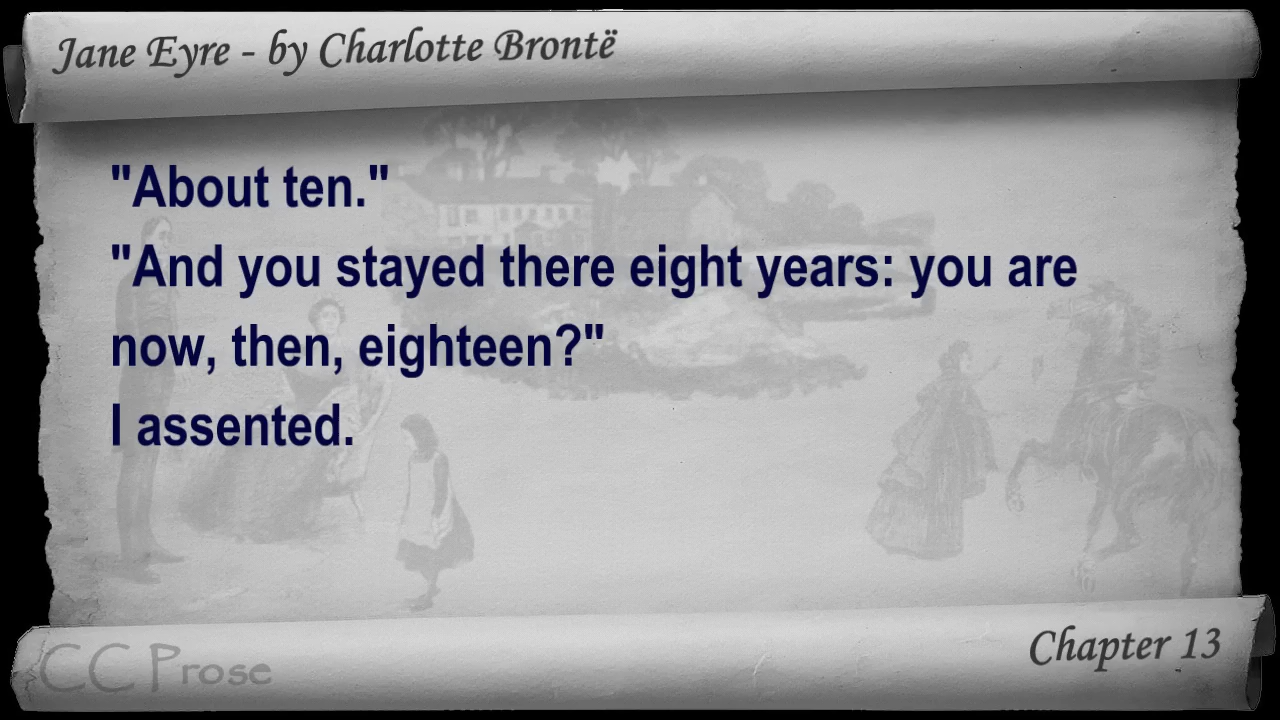 Jane Eyre - by Charlotte Brontë
"About ten."
"And you stayed there eight years: you are
now, then, eighteen?"
I assented.
CC Prose
Chapter 13